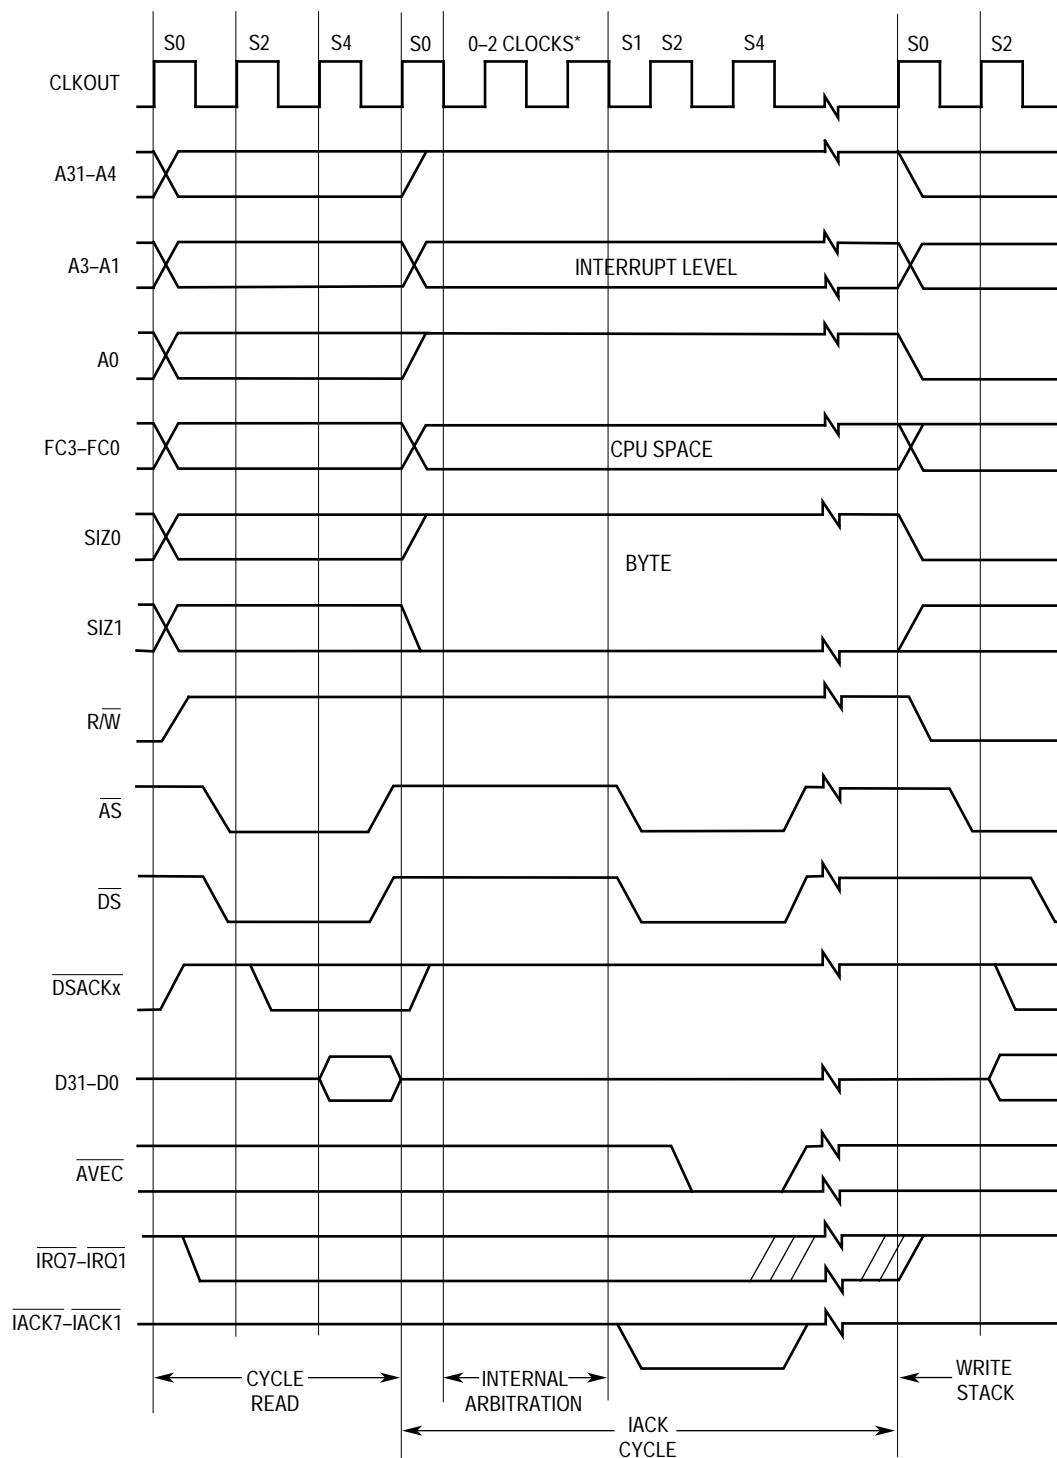 S0 S2 S4 S0 0–2 CLOCKS* S1 S2 S4 S0 S2
CLKOUT
A31–A4
A3–A1
INTERRUPT LEVEL
A0
FC3–FC0
CPU SPACE
SIZ0
BYTE
SIZ1
R/W
AS
DS
DSACKx
D31–D0
AVEC
IRQ7–IRQ1
IACK7–IACK1
CYCLE
READ
INTERNAL
ARBITRATION
WRITE
STACK
IACK
CYCLE